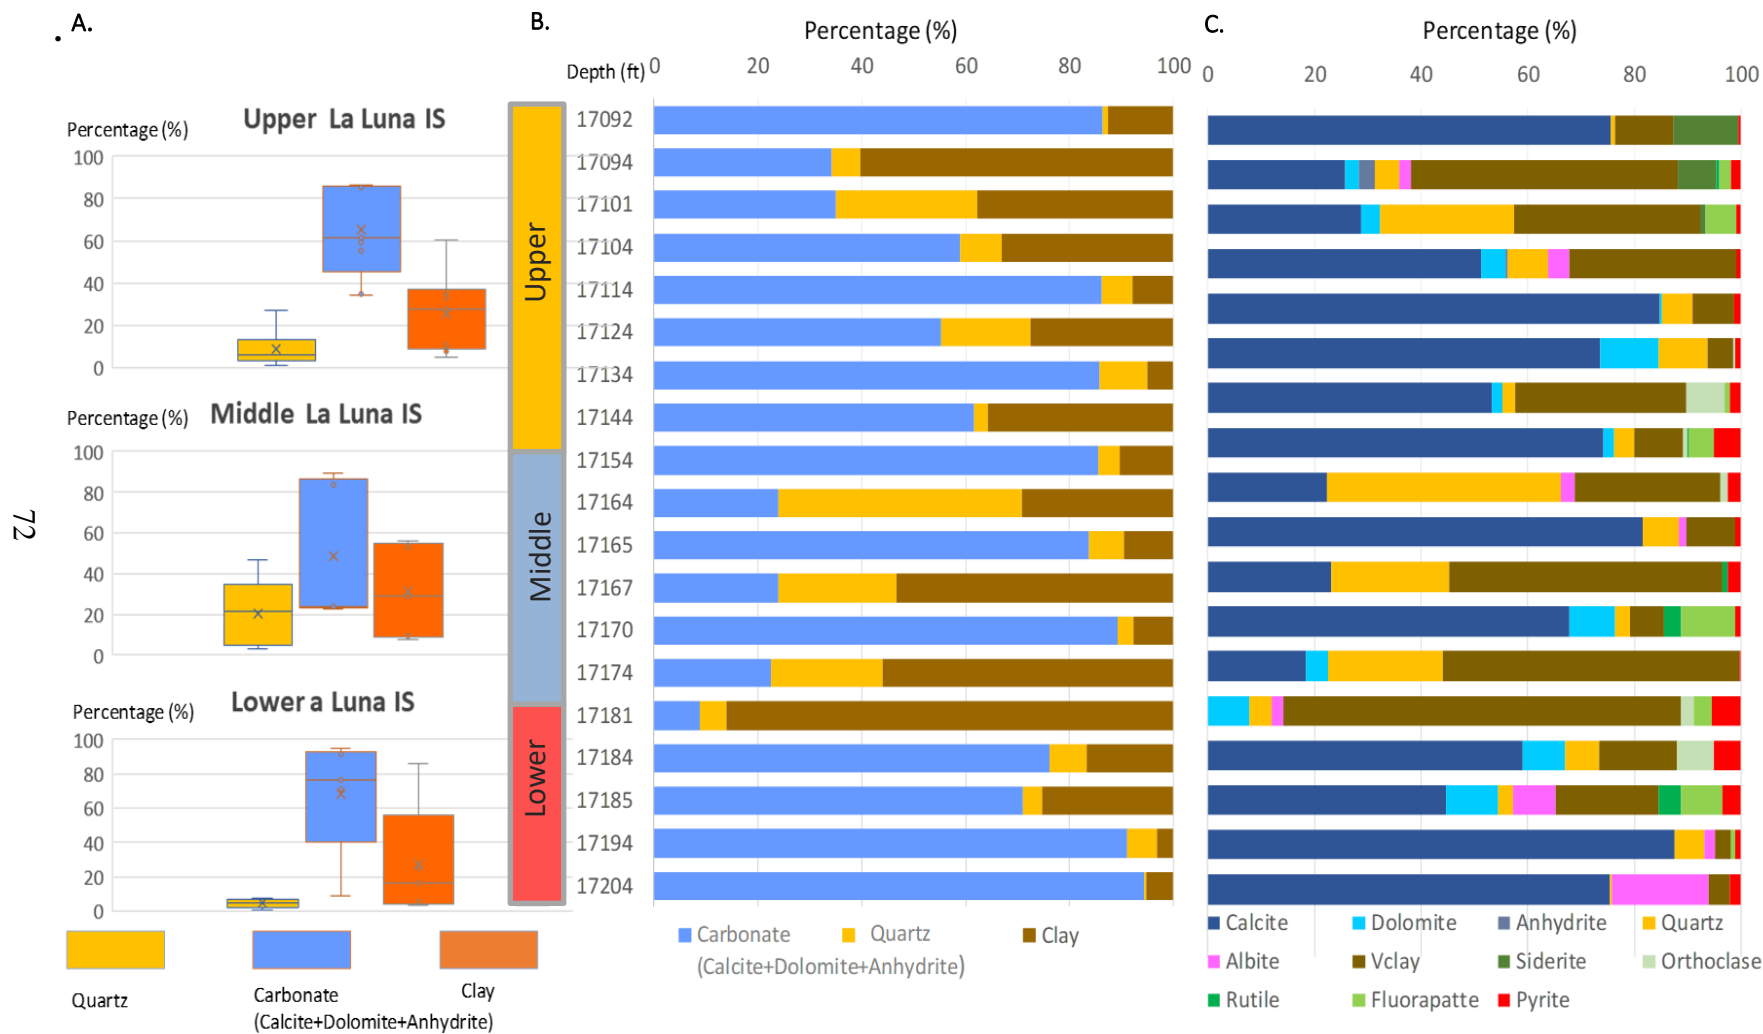 A.
B.
C.
Percentage (%)
Percentage (%)
Depth (ft)
0 20 40 60 80 100
0 20 40 60 80 100
Upper La Luna IS
Percentage (%)
100
80
60
40
20
0
Middle La Luna IS
Percentage (%)
100
80
60
40
20
0
Lower a Luna IS
Percentage (%)
100
80
60
40
20
0
Quartz
Carbonate
(Calcite+Dolomite+Anhydrite)
Clay
72
Upper
Middle
Lower
17092
17094
17101
17104
17114
17124
17134
17144
17154
17164
17165
17167
17170
17174
17181
17184
17185
17194
17204
Carbonate Quartz Clay
(Calcite+Dolomite+Anhydrite)
Calcite Dolomite Anhydrite Quartz
Albite Vclay Siderite Orthoclase
Rutile Fluorapatte Pyrite